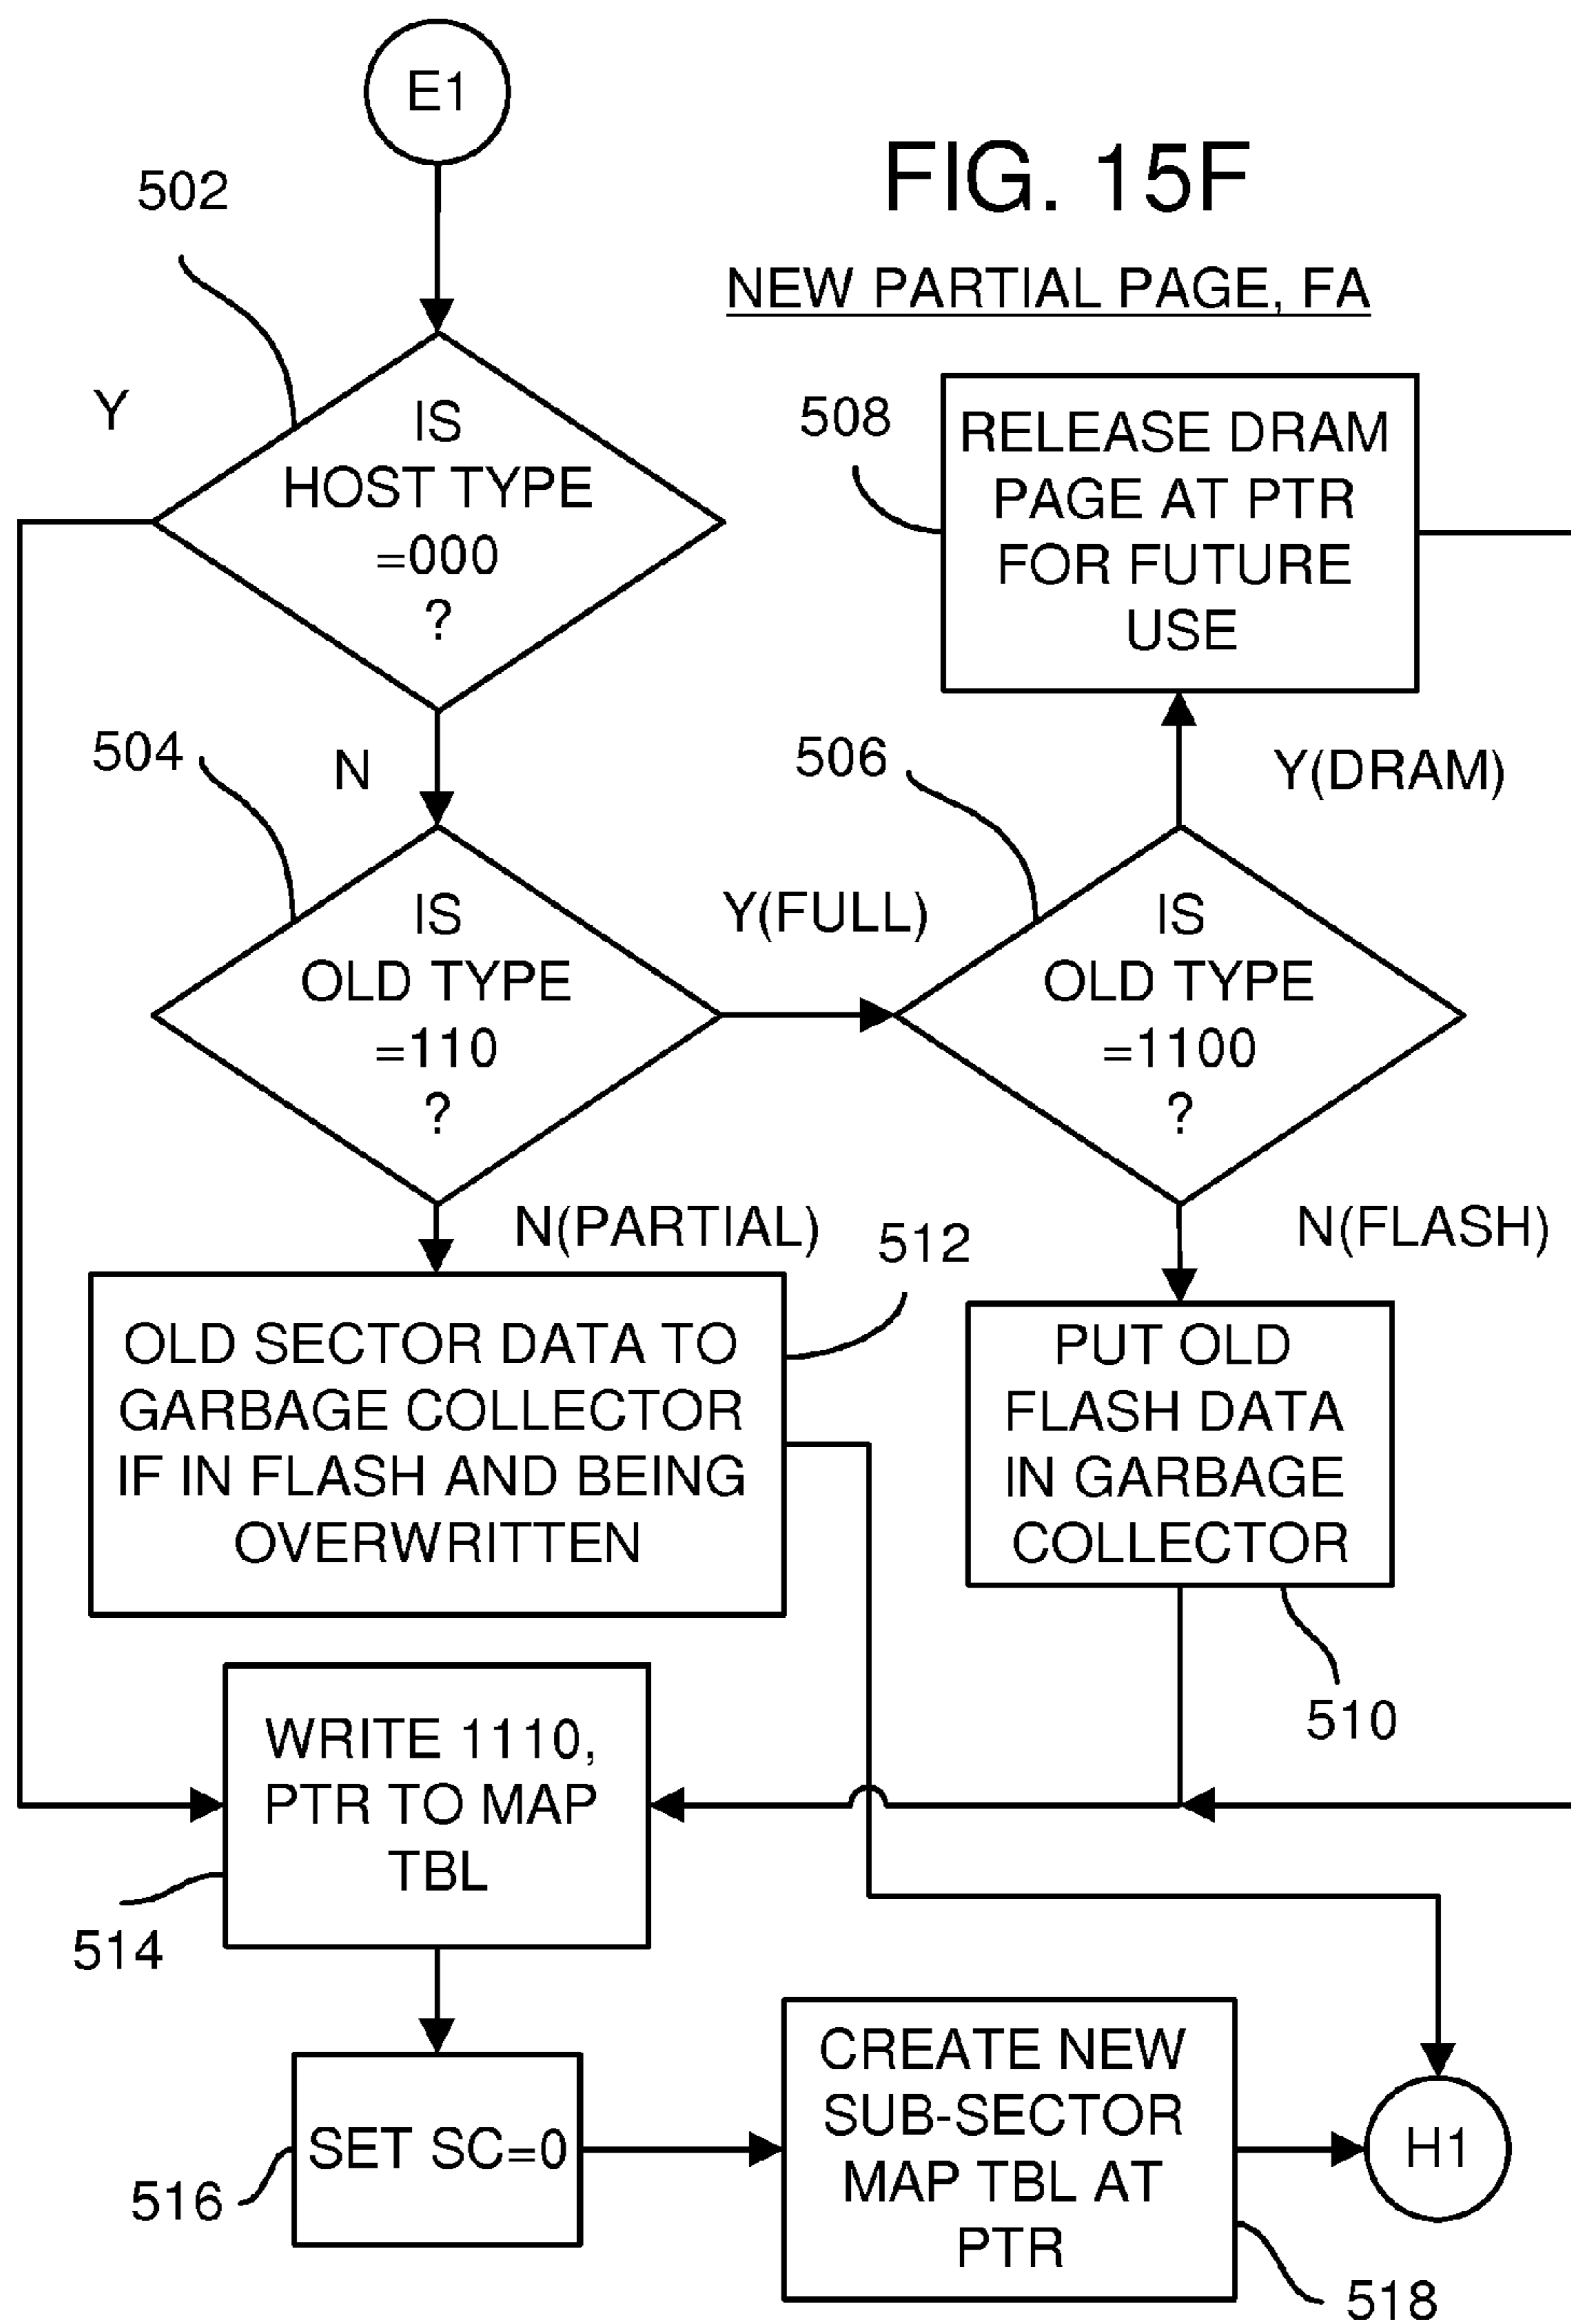 E1
FIG. 15F
NEW PARTIAL PAGE, FA
502
Y
IS
HOST TYPE
=000
?
508
RELEASE DRAM
PAGE AT PTR
FOR FUTURE
USE
504
N
506
Y(DRAM)
IS
OLD TYPE
=110
?
Y(FULL)
IS
OLD TYPE
=1100
?
N(PARTIAL)
512
N(FLASH)
OLD SECTOR DATA TO
GARBAGE COLLECTOR
IF IN FLASH AND BEING
OVERWRITTEN
PUT OLD
FLASH DATA
IN GARBAGE
COLLECTOR
510
WRITE 1110,
PTR TO MAP
TBL
514
SET SC=0
516
CREATE NEW
SUB-SECTOR
MAP TBL AT
PTR
H1
518